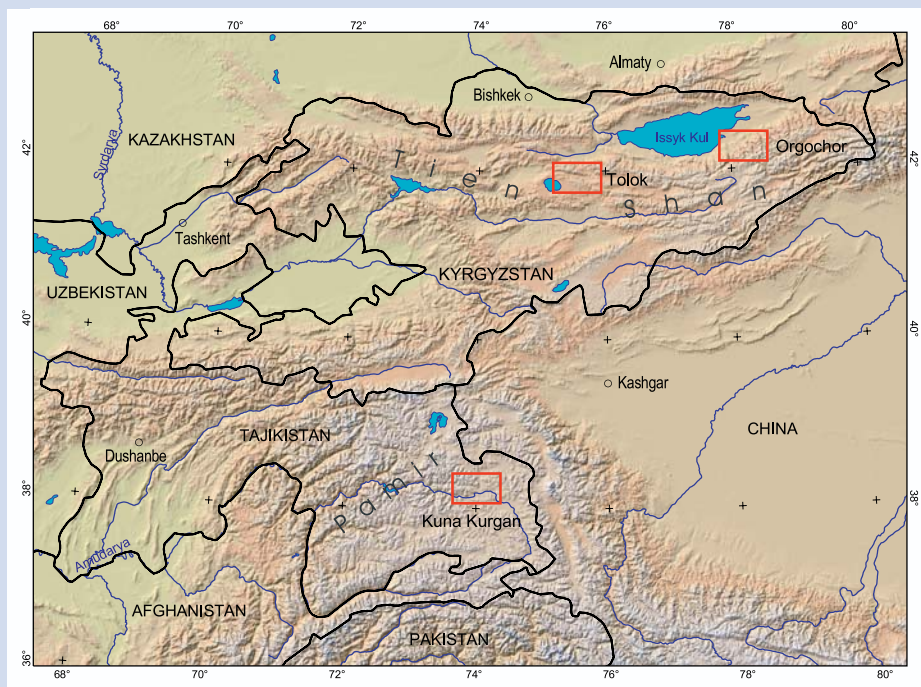 68° 70° 72° 74° 76° 78° 80°
Almaty
Bishkek
KAZAKHSTAN
Syrdarya
Issyk Kul
Orgochor
42° 42°
Tien Shan
Tolok
Tashkent
KYRGYZSTAN
UZBEKISTAN
40° 40°
Kashgar
CHINA
TAJIKISTAN
Dushanbe
Pamir
38° 38°
Kuna Kurgan
Amudarya
AFGHANISTAN
PAKISTAN
36° 36°
68° 70° 72° 74° 76° 78° 80°